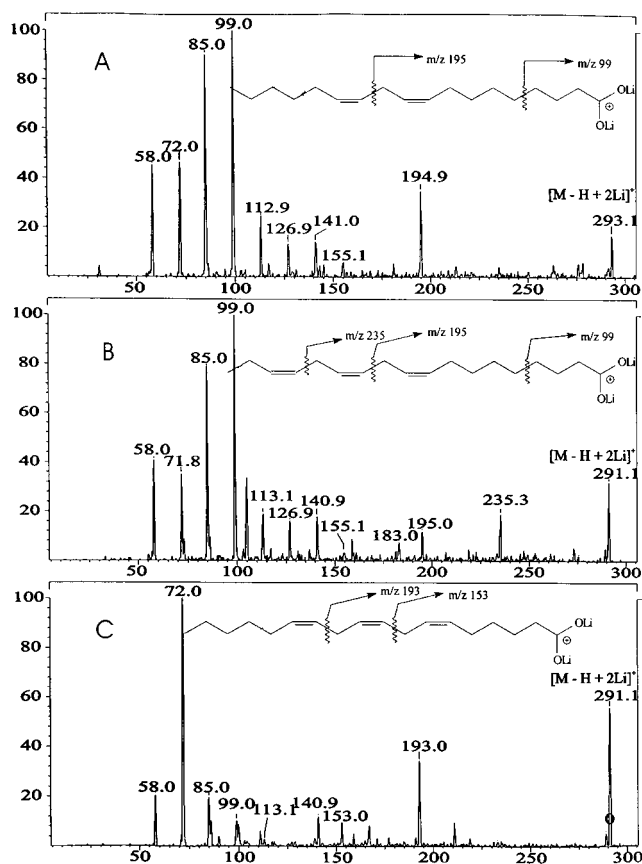 99.0
100
85.0
A
m/z 195
m/z 99
OLi
⊕
OLi
80
60
58.0
72.0
40
194.9
112.9
[M - H + 2Li]⁺
20
126.9
141.0
155.1
293.1
50 100 150 200 250 300
99.0
100
B
m/z 235
m/z 195
m/z 99
OLi
⊕
OLi
80
85.0
60
58.0
71.8
40
[M - H + 2Li]⁺
291.1
113.1
126.9
140.9
235.3
20
155.1
183.0
195.0
50 100 150 200 250 300
72.0
100
C
m/z 193
m/z 153
OLi
⊕
OLi
80
[M - H + 2Li]⁺
291.1
60
40
193.0
58.0
85.0
20
99.0
113.1
140.9
153.0
0
50 100 150 200 250 300